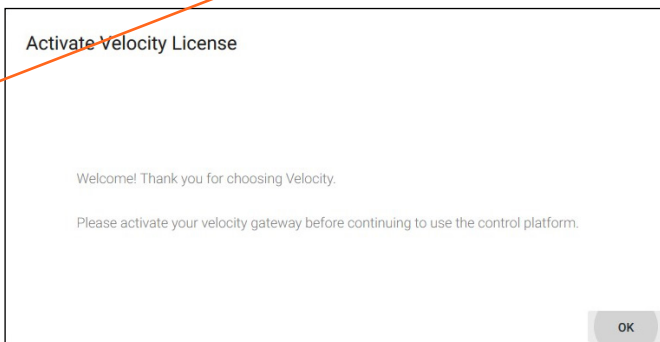 Activate Velocity License
Welcome! Thank you for choosing Velocity.
Please activate your velocity gateway before continuing to use the control platform.
OK